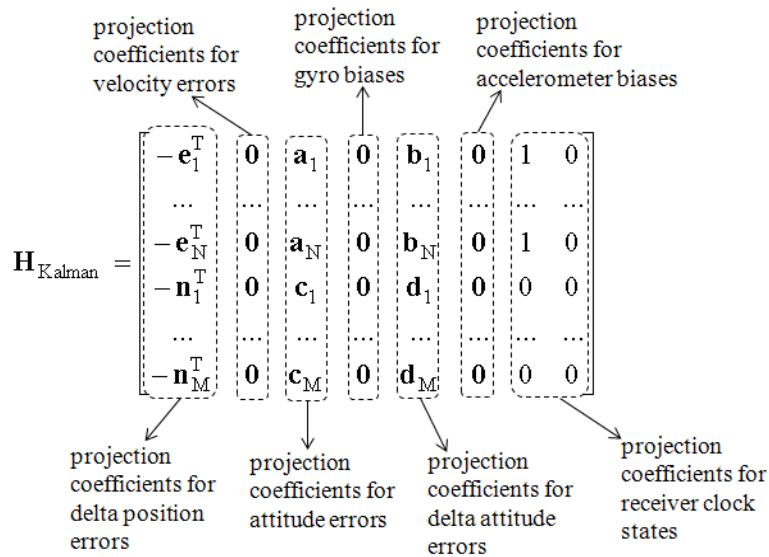 projection
coefficients for
velocity errors
projection
coefficients for
gyro biases
projection
coefficients for
accelerometer biases
− e₁ᵀ 0 a₁ 0 b₁ 0 1 0
... ... ... ... ... ... ... ...
− e_Nᵀ 0 a_N 0 b_N 0 1 0
H_Kalman =
− n₁ᵀ 0 c₁ 0 d₁ 0 0 0
... ... ... ... ... ... ... ...
− n_Mᵀ 0 c_M 0 d_M 0 0 0
projection
coefficients for
delta position
errors
projection
coefficients for
attitude errors
projection
coefficients for
delta attitude
errors
projection
coefficients for
receiver clock
states